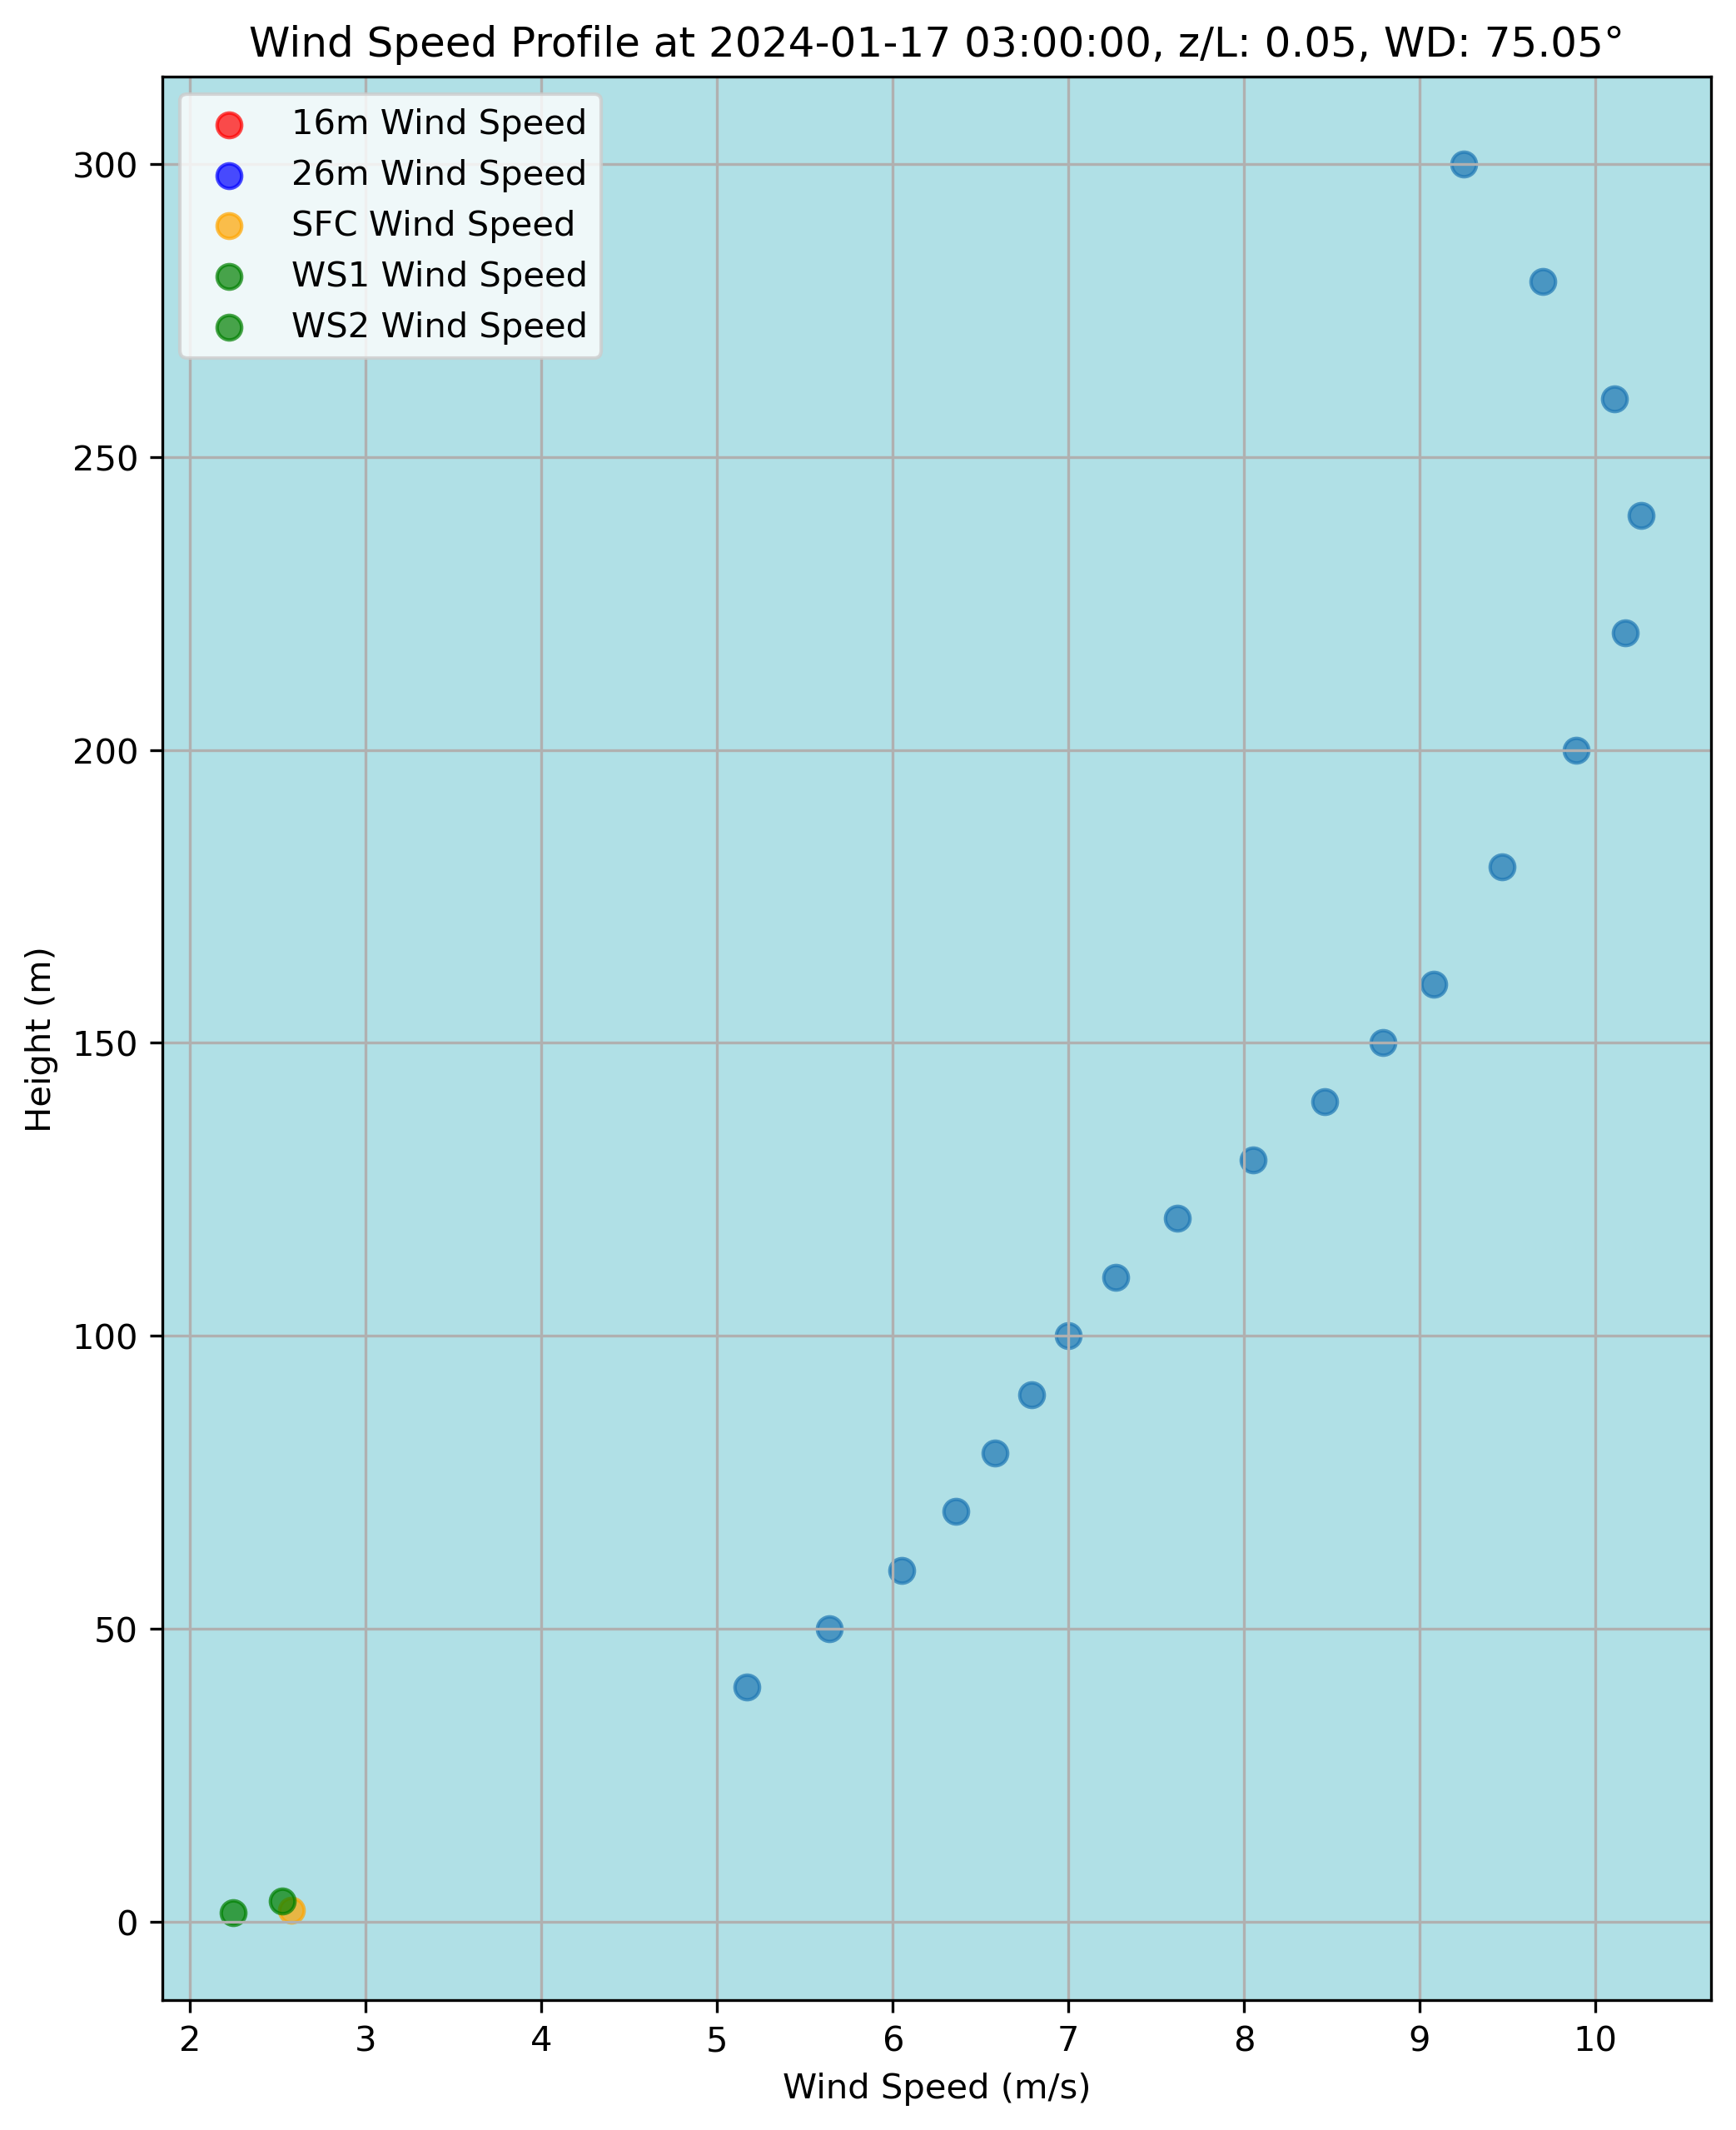 Wind Speed Profile at 2024-01-17 03:00:00, z/L: 0.05, WD: 75.05°
16m Wind Speed
26m Wind Speed
SFC Wind Speed
WS1 Wind Speed
WS2 Wind Speed
300
250
200
150
100
50
0
Height (m)
2 3 4 5 6 7 8 9 10
Wind Speed (m/s)